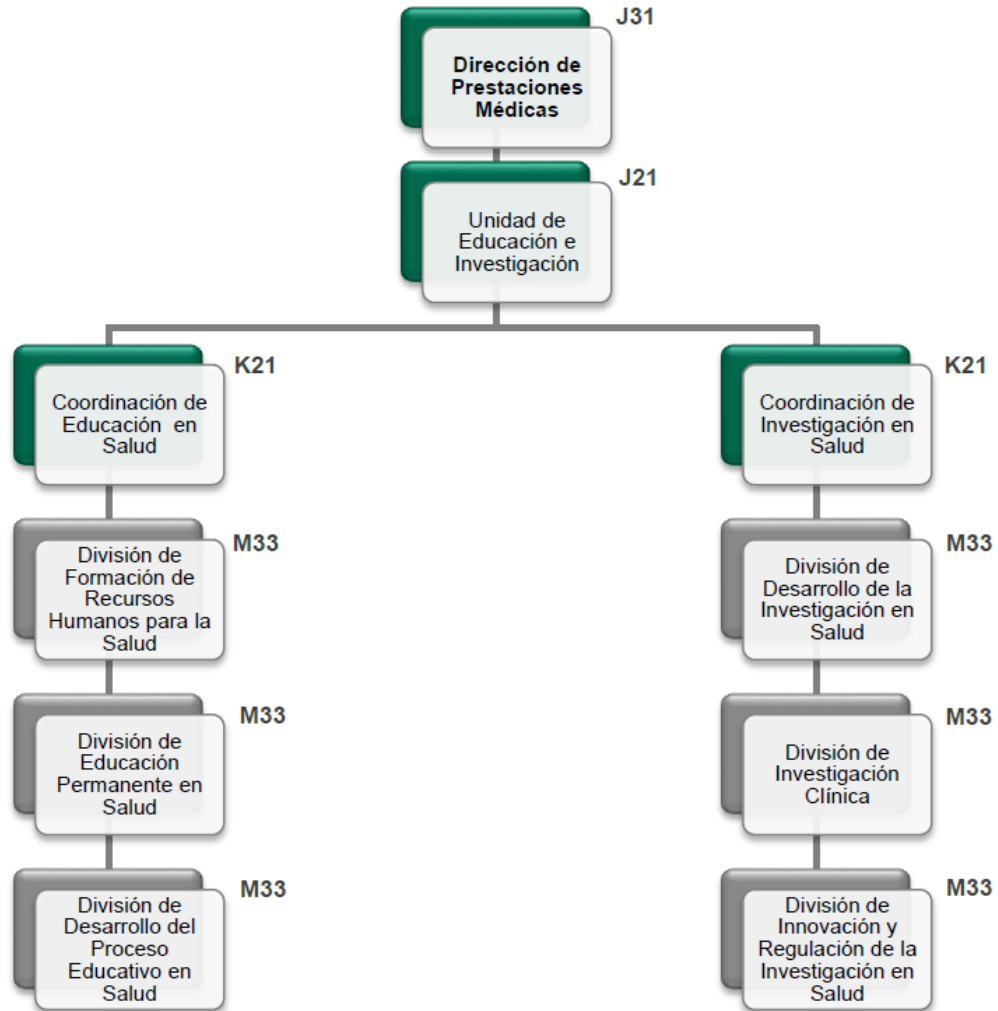 J31
Dirección de
Prestaciones
Médicas
J21
Unidad de
Educación e
Investigación
K21
Coordinación de
Educación en
Salud
K21
Coordinación de
Investigación en
Salud
M33
División de
Formación de
Recursos
Humanos para la
Salud
M33
División de
Desarrollo de la
Investigación en
Salud
M33
División de
Educación
Permanente en
Salud
M33
División de
Investigación
Clínica
M33
División de
Desarrollo del
Proceso
Educativo en
Salud
M33
División de
Innovación y
Regulación de la
Investigación en
Salud